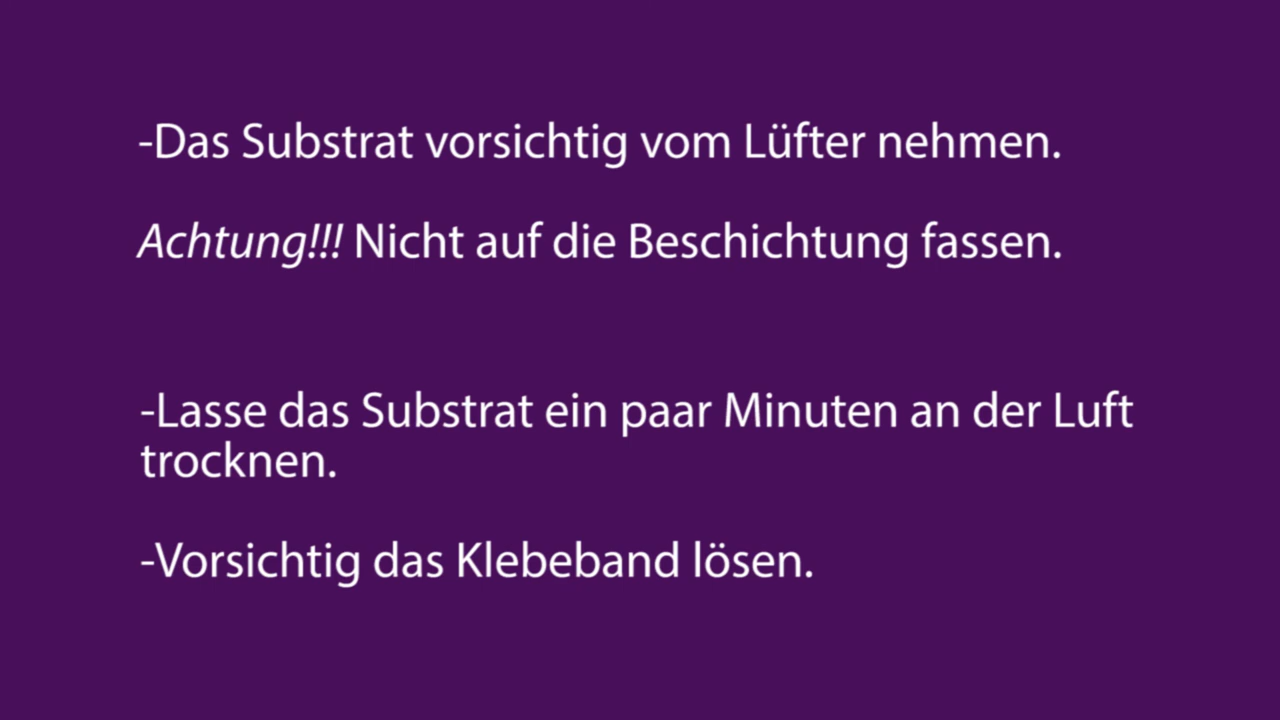 -Das Substrat vorsichtig vom Lüfter nehmen.
Achtung!!! Nicht auf die Beschichtung fassen.
-Lasse das Substrat ein paar Minuten an der Luft
trocknen.
-Vorsichtig das Klebeband lösen.